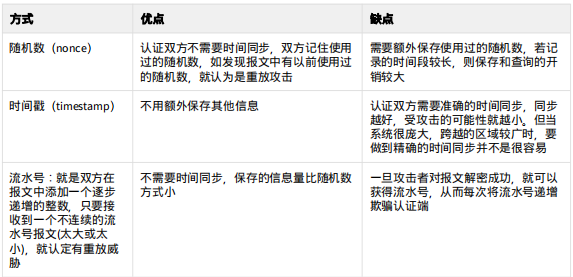 方式 优点 缺点
随机数（nonce） 认证双方不需要时间同步，双方记住使用 需要额外保存使用过的随机数，若记
过的随机数，如发现报文中有以前使用 录的时间段较长，则保存和查询的开
过的随机数，就认为是重放攻击 销较大
时间戳（timestamp） 不用额外保存其他信息 认证双方需要准确的时间同步，同步
越好，受攻击的可能性就越小。但当
系统很庞大，跨越的区域较广时，要
做到精确的时间同步并不是很容易
流水号：就是双方在 不需要时间同步，保存的信息量比随机数 一旦攻击者对报文解密成功，就可以
报文中添加一个逐步 方式小 获得流水号，从而每次将流水号递增
递增的整数，只要接 欺骗认证端
收到一个不连续的流
水号报文(太大或太
小)，就认定有重放威
胁